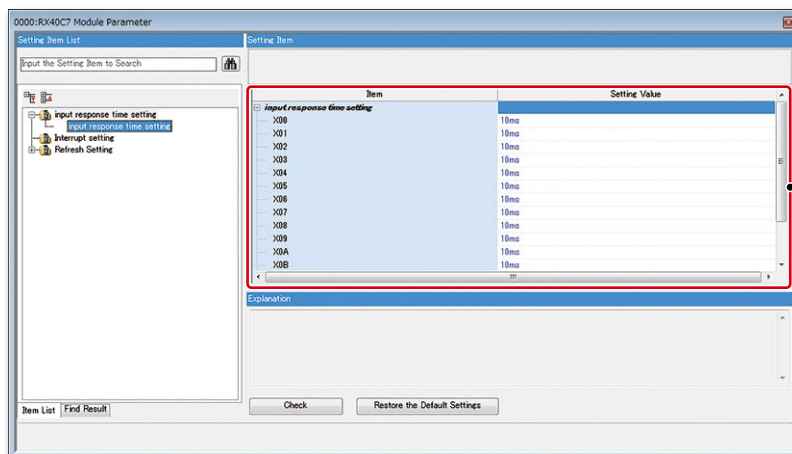 0000:RX40C7 Module Parameter
Setting Item List
Setting Item
Input the Setting Item to Search
Item
Setting Value
input response time setting
X00 10ms
X01 10ms
X02 10ms
X03 10ms
X04 10ms
X05 10ms
X06 10ms
X07 10ms
X08 10ms
X09 10ms
X0A 10ms
X0B 10ms
input response time setting
input response time setting
Interrupt setting
Refresh Setting
Explanation
Check
Restore the Default Settings
Item List
Find Result